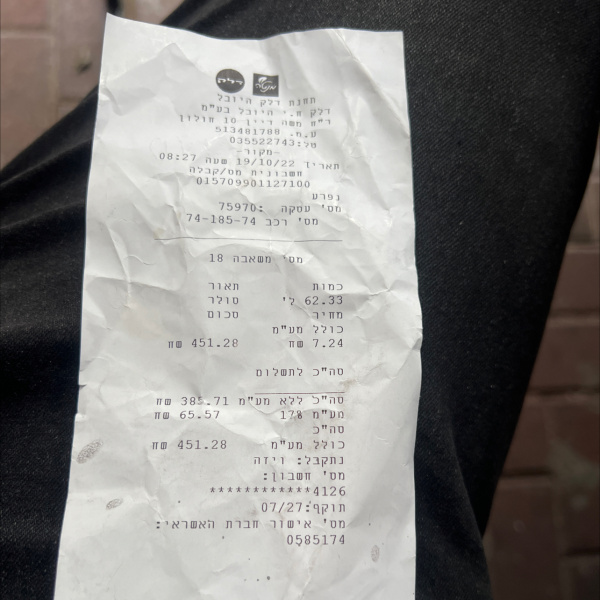 דלק מנטה
תחנת דלק היובל
דלק מ.י היובל בע"מ
רח' משה דיין 10 חולון
ע.מ. 513481788
טל:035522743
-מקור-
תאריך 19/10/22 שעה 08:27
חשבונית מס/קבלה
015709901127100
נפרע
מס' עסקה :75970
מס' רכב 74-185-74
מס' משאבה 18
כמות תאור
62.33 ל' סולר
מחיר סכום
כולל מע"מ
7.24 ש"ח 451.28 ש"ח
סה"כ לתשלום
סה"כ ללא מע"מ 385.71 ש"ח
מע"מ 17% 65.57 ש"ח
סה"כ
כולל מע"מ 451.28 ש"ח
נתקבל: ויזה
מס' חשבון:
************4126
תוקף:07/27
מס' אישור חברת האשראי:
0585174